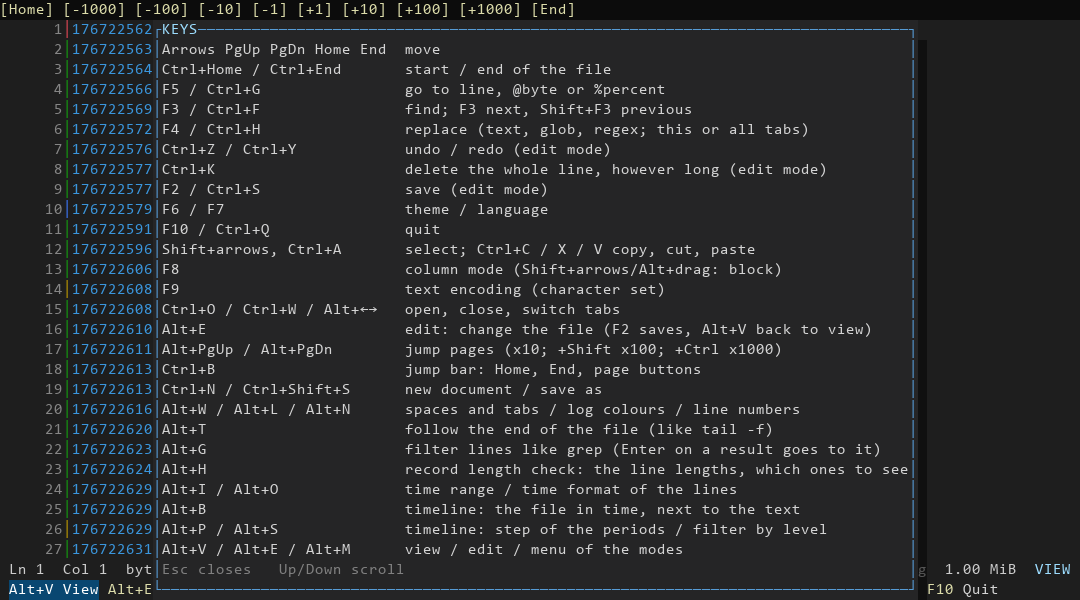 [Home] [-1000] [-100] [-10] [-1] [+1] [+10] [+100] [+1000] [End]
1 176722562 KEYS
2 176722563 Arrows PgUp PgDn Home End move
3 176722564 Ctrl+Home / Ctrl+End start / end of the file
4 176722566 F5 / Ctrl+G go to line, @byte or %percent
5 176722569 F3 / Ctrl+F find; F3 next, Shift+F3 previous
6 176722572 F4 / Ctrl+H replace (text, glob, regex; this or all tabs)
7 176722576 Ctrl+Z / Ctrl+Y undo / redo (edit mode)
8 176722577 Ctrl+K delete the whole line, however long (edit mode)
9 176722577 F2 / Ctrl+S save (edit mode)
10 176722579 F6 / F7 theme / language
11 176722591 F10 / Ctrl+Q quit
12 176722596 Shift+arrows, Ctrl+A select; Ctrl+C / X / V copy, cut, paste
13 176722606 F8 column mode (Shift+arrows/Alt+drag: block)
14 176722608 F9 text encoding (character set)
15 176722608 Ctrl+O / Ctrl+W / Alt+←→ open, close, switch tabs
16 176722610 Alt+E edit: change the file (F2 saves, Alt+V back to view)
17 176722611 Alt+PgUp / Alt+PgDn jump pages (x10; +Shift x100; +Ctrl x1000)
18 176722613 Ctrl+B jump bar: Home, End, page buttons
19 176722613 Ctrl+N / Ctrl+Shift+S new document / save as
20 176722616 Alt+W / Alt+L / Alt+N spaces and tabs / log colours / line numbers
21 176722620 Alt+T follow the end of the file (like tail -f)
22 176722623 Alt+G filter lines like grep (Enter on a result goes to it)
23 176722624 Alt+H record length check: the line lengths, which ones to see
24 176722629 Alt+I / Alt+O time range / time format of the lines
25 176722629 Alt+B timeline: the file in time, next to the text
26 176722629 Alt+P / Alt+S timeline: step of the periods / filter by level
27 176722631 Alt+V / Alt+E / Alt+M view / edit / menu of the modes
Ln 1 Col 1 byt Esc closes Up/Down scroll g 1.00 MiB VIEW
Alt+V View Alt+E F10 Quit